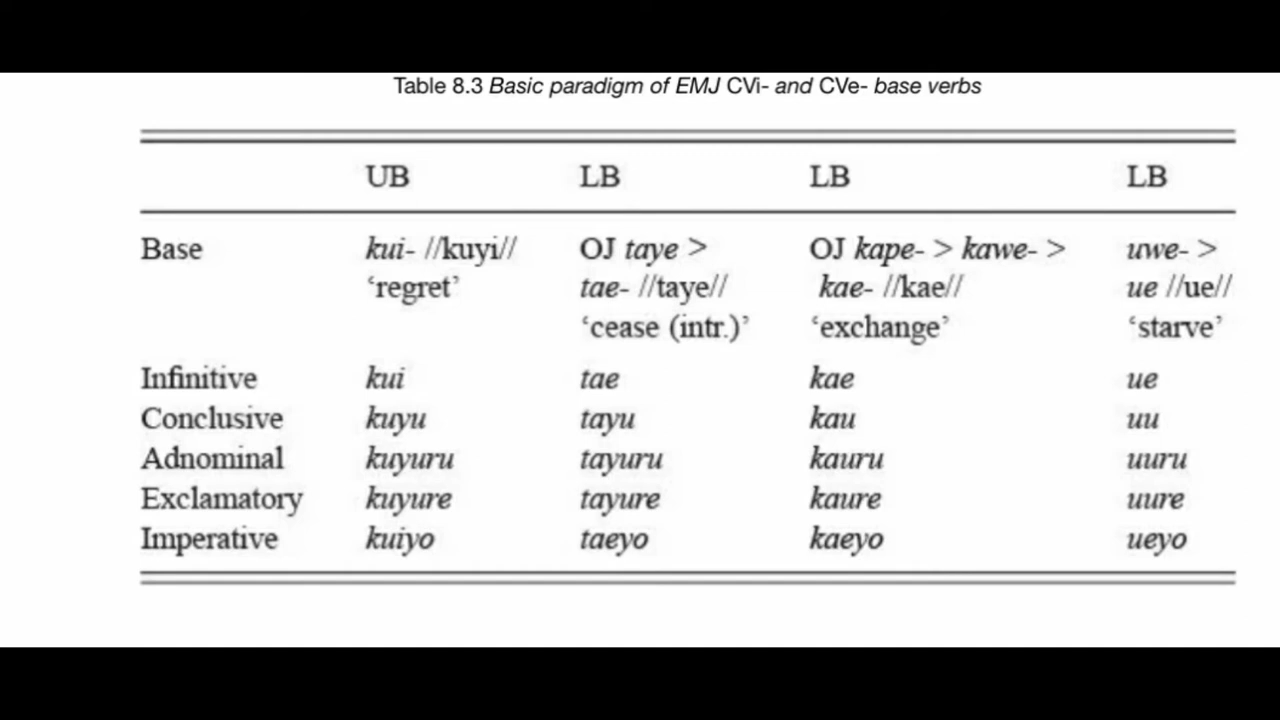 Table 8.3 Basic paradigm of EMJ CVi- and CVe- base verbs
UB LB LB LB
Base kui- //kuyi// OJ taye > OJ kape- > kawe- > uwe- >
‘regret’ tae- //taye// kae- //kae// ue //ue//
‘cease (intr.)’ ‘exchange’ ‘starve’
Infinitive kui tae kae ue
Conclusive kuyu tayu kau uu
Adnominal kuyuru tayuru kauru uuru
Exclamatory kuyure tayure kaure uure
Imperative kuiyo taeyo kaeyo ueyo